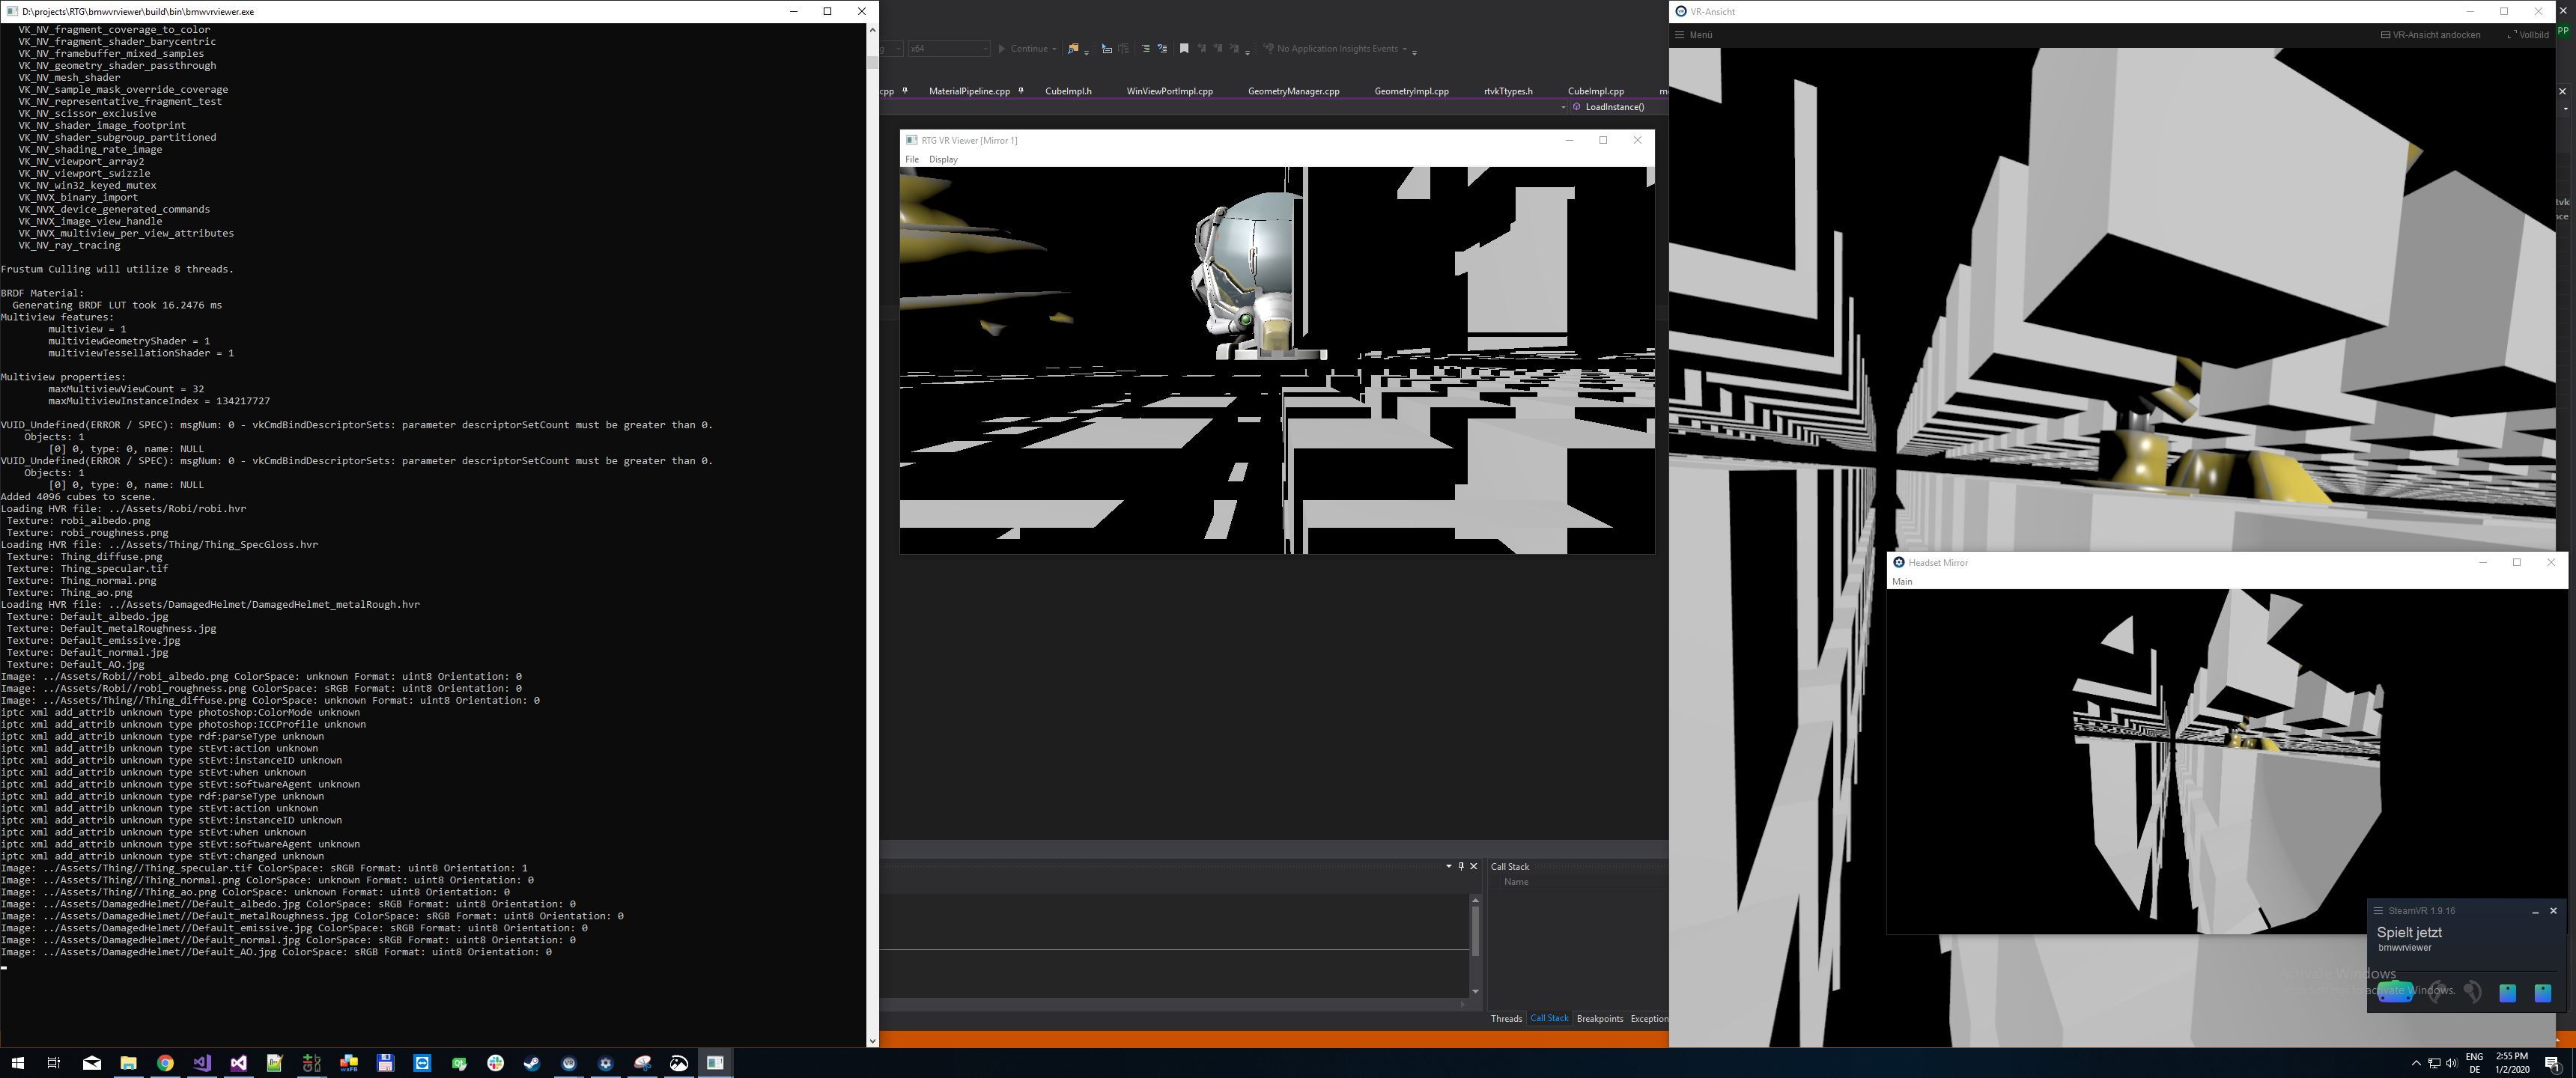 D:\projects\RTG\bmwvrviewer\build\bin\bmwvrviewer.exe
VK_NV_fragment_coverage_to_color
VK_NV_fragment_shader_barycentric
VK_NV_framebuffer_mixed_samples
VK_NV_geometry_shader_passthrough
VK_NV_mesh_shader
VK_NV_sample_mask_override_coverage
VK_NV_representative_fragment_test
VK_NV_scissor_exclusive
VK_NV_shader_image_footprint
VK_NV_shader_subgroup_partitioned
VK_NV_shading_rate_image
VK_NV_viewport_array2
VK_NV_viewport_swizzle
VK_NV_win32_keyed_mutex
VK_NVX_binary_import
VK_NVX_device_generated_commands
VK_NVX_image_view_handle
VK_NVX_multiview_per_view_attributes
VK_NV_ray_tracing
Frustum Culling will utilize 8 threads.
BRDF Material:
Generating BRDF LUT took 16.2476 ms
Multiview features:
multiview = 1
multiviewGeometryShader = 1
multiviewTessellationShader = 1
Multiview properties:
maxMultiviewViewCount = 32
maxMultiviewInstanceIndex = 134217727
VUID_Undefined(ERROR / SPEC): msgNum: 0 - vkCmdBindDescriptorSets: parameter descriptorSetCount must be greater than 0.
Objects: 1
[0] 0, type: 0, name: NULL
VUID_Undefined(ERROR / SPEC): msgNum: 0 - vkCmdBindDescriptorSets: parameter descriptorSetCount must be greater than 0.
Objects: 1
[0] 0, type: 0, name: NULL
Added 4096 cubes to scene.
Loading HVR file: ../Assets/Robi/robi.hvr
Texture: robi_albedo.png
Texture: robi_roughness.png
Loading HVR file: ../Assets/Thing/Thing_SpecGloss.hvr
Texture: Thing_diffuse.png
Texture: Thing_specular.tif
Texture: Thing_normal.png
Texture: Thing_ao.png
Loading HVR file: ../Assets/DamagedHelmet/DamagedHelmet_metalRough.hvr
Texture: Default_albedo.jpg
Texture: Default_metalRoughness.jpg
Texture: Default_emissive.jpg
Texture: Default_normal.jpg
Texture: Default_AO.jpg
Image: ../Assets/Robi//robi_albedo.png ColorSpace: unknown Format: uint8 Orientation: 0
Image: ../Assets/Robi//robi_roughness.png ColorSpace: sRGB Format: uint8 Orientation: 0
Image: ../Assets/Thing//Thing_diffuse.png ColorSpace: unknown Format: uint8 Orientation: 0
iptc xml add_attrib unknown type photoshop:ColorMode unknown
iptc xml add_attrib unknown type photoshop:ICCProfile unknown
iptc xml add_attrib unknown type rdf:parseType unknown
iptc xml add_attrib unknown type stEvt:action unknown
iptc xml add_attrib unknown type stEvt:instanceID unknown
iptc xml add_attrib unknown type stEvt:when unknown
iptc xml add_attrib unknown type stEvt:softwareAgent unknown
iptc xml add_attrib unknown type rdf:parseType unknown
iptc xml add_attrib unknown type stEvt:action unknown
iptc xml add_attrib unknown type stEvt:instanceID unknown
iptc xml add_attrib unknown type stEvt:when unknown
iptc xml add_attrib unknown type stEvt:softwareAgent unknown
iptc xml add_attrib unknown type stEvt:changed unknown
Image: ../Assets/Thing//Thing_specular.tif ColorSpace: sRGB Format: uint8 Orientation: 1
Image: ../Assets/Thing//Thing_normal.png ColorSpace: unknown Format: uint8 Orientation: 0
Image: ../Assets/Thing//Thing_ao.png ColorSpace: unknown Format: uint8 Orientation: 0
Image: ../Assets/DamagedHelmet//Default_albedo.jpg ColorSpace: sRGB Format: uint8 Orientation: 0
Image: ../Assets/DamagedHelmet//Default_metalRoughness.jpg ColorSpace: sRGB Format: uint8 Orientation: 0
Image: ../Assets/DamagedHelmet//Default_emissive.jpg ColorSpace: sRGB Format: uint8 Orientation: 0
Image: ../Assets/DamagedHelmet//Default_normal.jpg ColorSpace: sRGB Format: uint8 Orientation: 0
Image: ../Assets/DamagedHelmet//Default_AO.jpg ColorSpace: sRGB Format: uint8 Orientation: 0
x64 Continue No Application Insights Events
cpp MaterialPipeline.cpp CubeImpl.h WinViewPortImpl.cpp GeometryManager.cpp GeometryImpl.cpp rtvkTtypes.h CubeImpl.cpp
LoadInstance()
RTG VR Viewer [Mirror 1]
File Display
Call Stack
Name
Threads Call Stack Breakpoints Exception
VR-Ansicht
Menü VR-Ansicht andocken Vollbild
PP
Headset Mirror
Main
SteamVR 1.9.16
Spielt jetzt
bmwvrviewer
Activate Windows
activate Windows.
ENG
DE
2:55 PM
1/2/2020
1